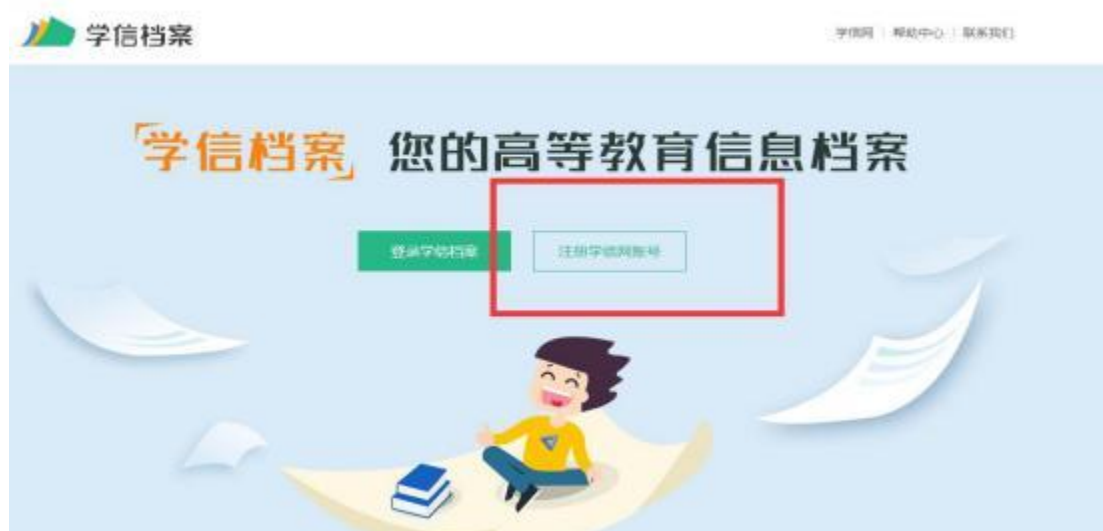 学信档案
学信网 | 帮助中心 | 联系我们
「学信档案」 您的高等教育信息档案
登录学信档案
注册学信网账号